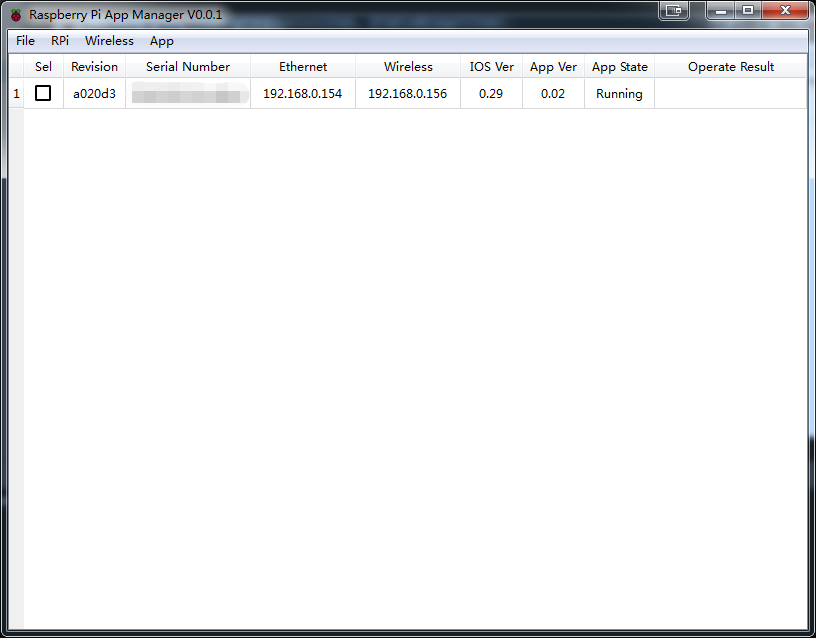 Raspberry Pi App Manager V0.0.1
File RPi Wireless App
Sel Revision Serial Number Ethernet Wireless IOS Ver App Ver App State Operate Result
1 a020d3 192.168.0.154 192.168.0.156 0.29 0.02 Running